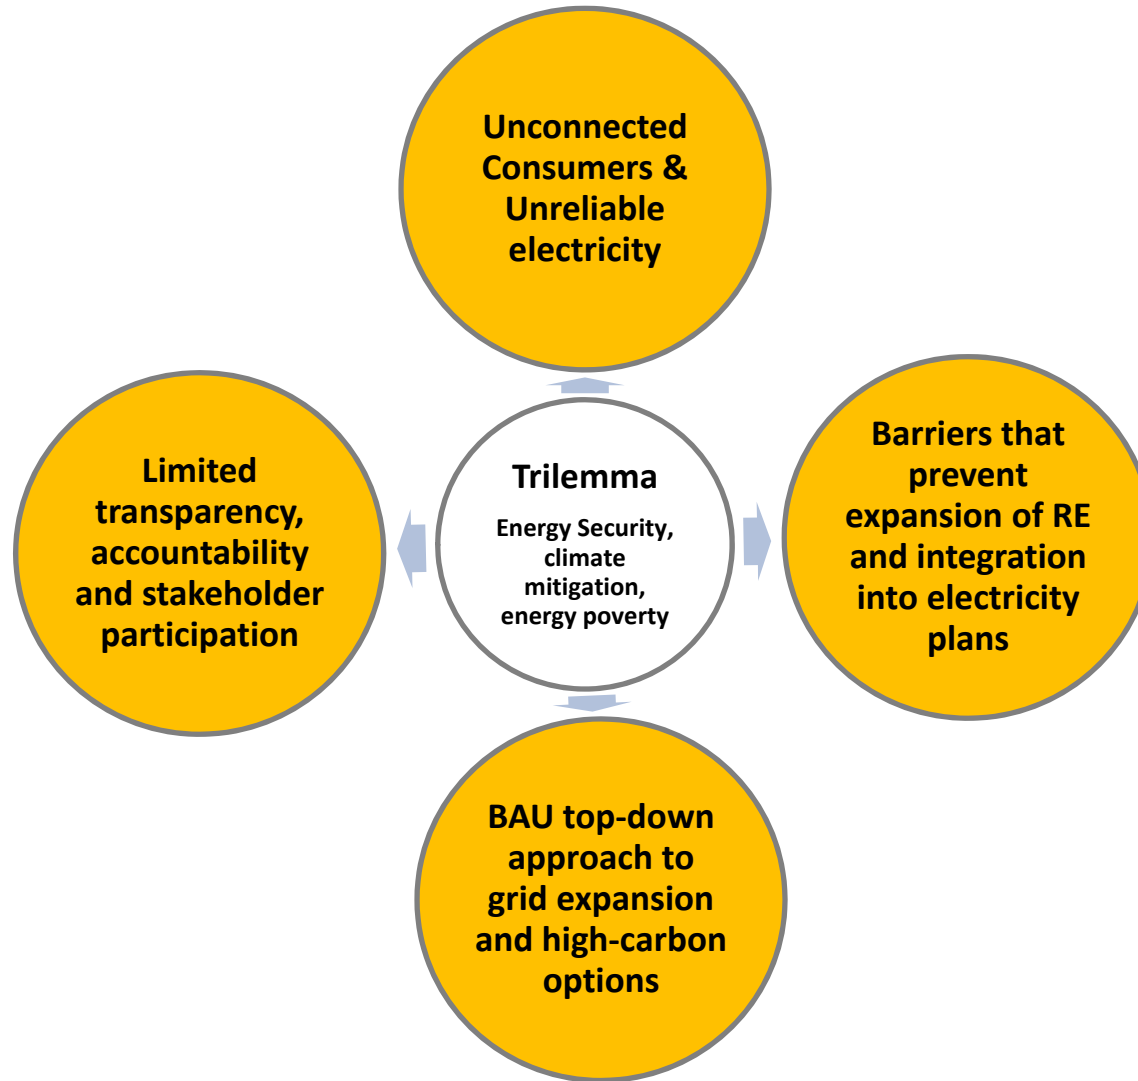 Unconnected
Consumers &
Unreliable
electricity
Limited
transparency,
accountability
and stakeholder
participation
Trilemma
Energy Security,
climate
mitigation,
energy poverty
Barriers that
prevent
expansion of RE
and integration
into electricity
plans
BAU top-down
approach to
grid expansion
and high-carbon
options